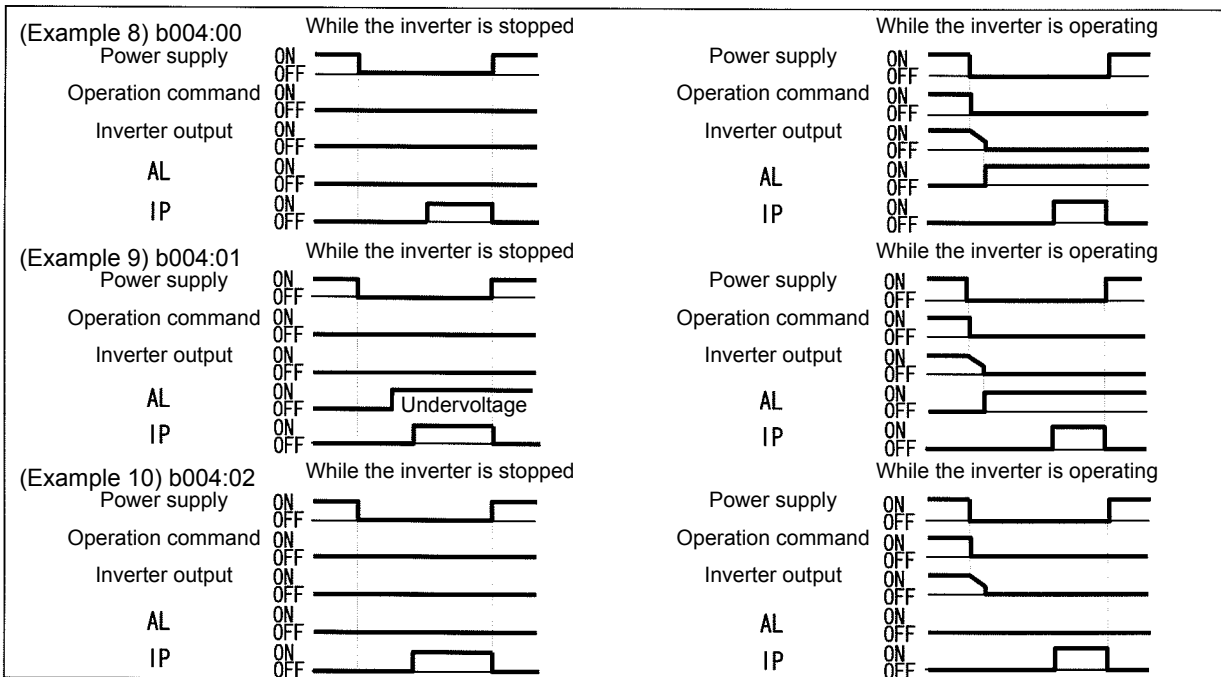 (Example 8) b004:00
While the inverter is stopped
While the inverter is operating
Power supply ON OFF
Power supply ON OFF
Operation command ON OFF
Operation command ON OFF
Inverter output ON OFF
Inverter output ON OFF
AL ON OFF
AL ON OFF
IP ON OFF
IP ON OFF
(Example 9) b004:01
While the inverter is stopped
While the inverter is operating
Power supply ON OFF
Power supply ON OFF
Operation command ON OFF
Operation command ON OFF
Inverter output ON OFF
Inverter output ON OFF
AL ON OFF Undervoltage
AL ON OFF
IP ON OFF
IP ON OFF
(Example 10) b004:02
While the inverter is stopped
While the inverter is operating
Power supply ON OFF
Power supply ON OFF
Operation command ON OFF
Operation command ON OFF
Inverter output ON OFF
Inverter output ON OFF
AL ON OFF
AL ON OFF
IP ON OFF
IP ON OFF